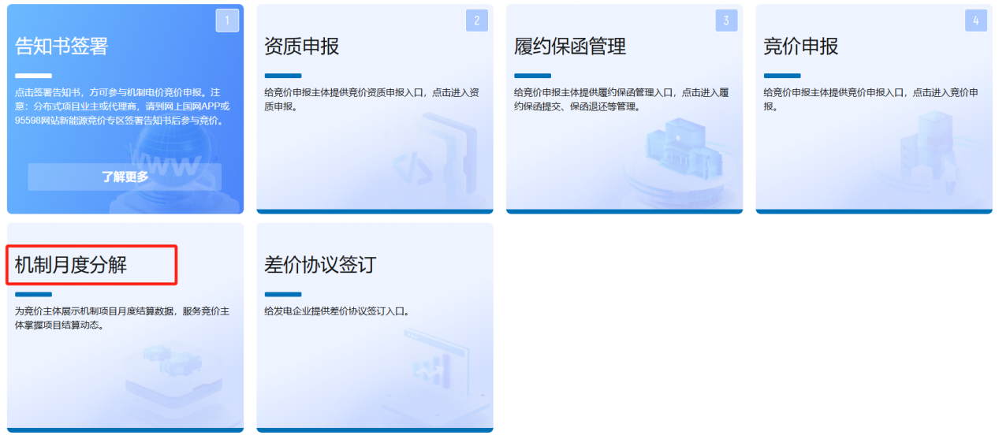 1
告知书签署
点击签署告知书，方可参与机制电价竞价申报。注
意：分布式项目业主或代理商，请到网上国网APP或
95598网站新能源竞价专区签署告知书后参与竞价。
www
了解更多
2
资质申报
给竞价申报主体提供竞价资质申报入口，点击进入资
质申报。
3
履约保函管理
给竞价申报主体提供履约保函管理入口，点击进入履
约保函提交、保函退还等管理。
4
竞价申报
给竞价申报主体提供竞价申报入口，点击进入竞价申
报。
机制月度分解
为竞价主体展示机制项目月度结算数据，服务竞价主
体掌握项目结算动态。
差价协议签订
给发电企业提供差价协议签订入口。